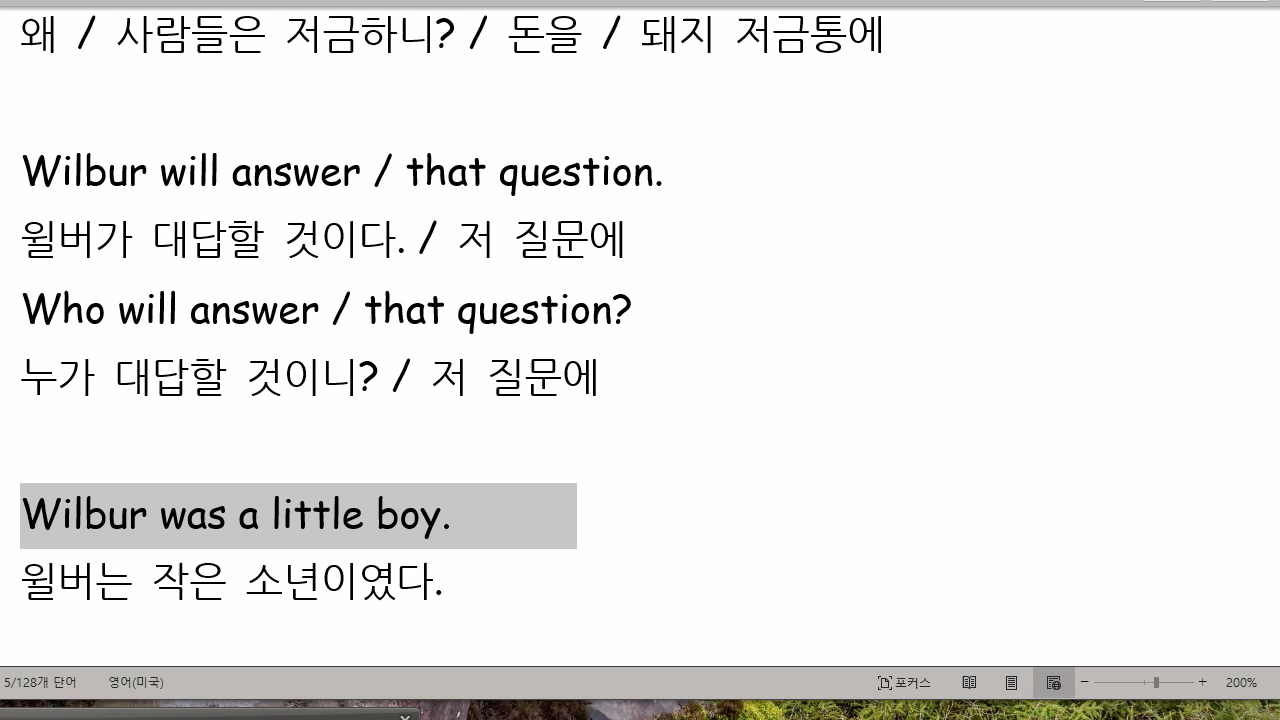 왜 / 사람들은 저금하니? / 돈을 / 돼지 저금통에
Wilbur will answer / that question.
윌버가 대답할 것이다. / 저 질문에
Who will answer / that question?
누가 대답할 것이니? / 저 질문에
Wilbur was a little boy.
윌버는 작은 소년이였다.
5/128개 단어 영어(미국) 포커스 200%